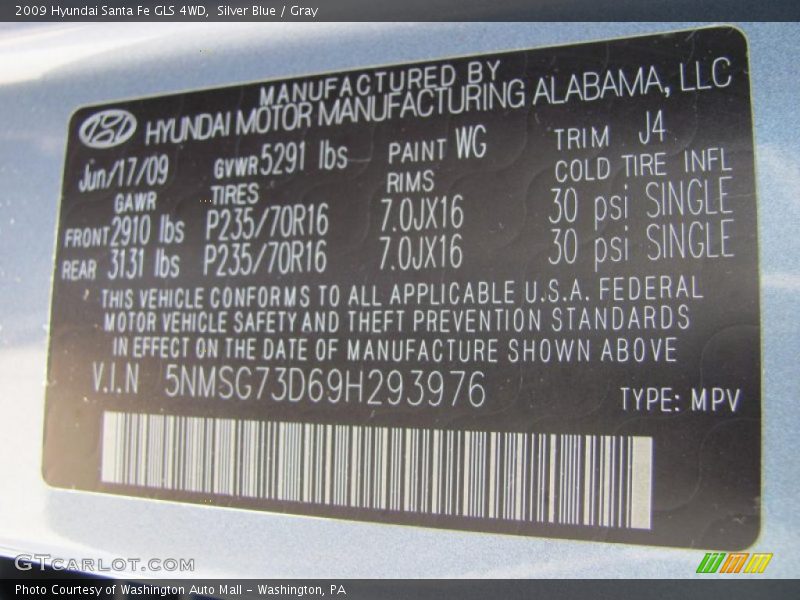 2009 Hyundai Santa Fe GLS 4WD, Silver Blue / Gray
MANUFACTURED BY
HYUNDAI MOTOR MANUFACTURING ALABAMA, LLC
Jun/17/09 GVWR 5291 lbs PAINT WG TRIM J4
GAWR TIRES RIMS COLD TIRE INFL
FRONT 2910 lbs P235/70R16 7.0JX16 30 psi SINGLE
REAR 3131 lbs P235/70R16 7.0JX16 30 psi SINGLE
THIS VEHICLE CONFORMS TO ALL APPLICABLE U.S.A. FEDERAL
MOTOR VEHICLE SAFETY AND THEFT PREVENTION STANDARDS
IN EFFECT ON THE DATE OF MANUFACTURE SHOWN ABOVE
V.I.N 5NMSG73D69H293976 TYPE: MPV
GTCARLOT.COM
Photo Courtesy of Washington Auto Mall - Washington, PA